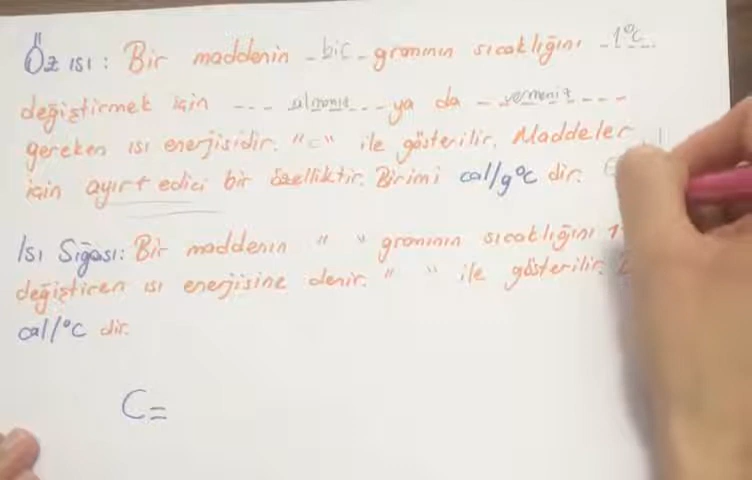 Öz ısı: Bir maddenin -bir- gramının sıcaklığını -1°C-
değiştirmek için --- almamız --- ya da - vermemiz ---
gereken ısı enerjisidir. "c" ile gösterilir. Maddeler
için ayırt edici bir özelliktir. Birimi cal/g°C dir.
Isı Sığası: Bir maddenin " " gramının sıcaklığını
değiştiren ısı enerjisine denir. " " ile gösterilir.
cal/°C dir.
C=